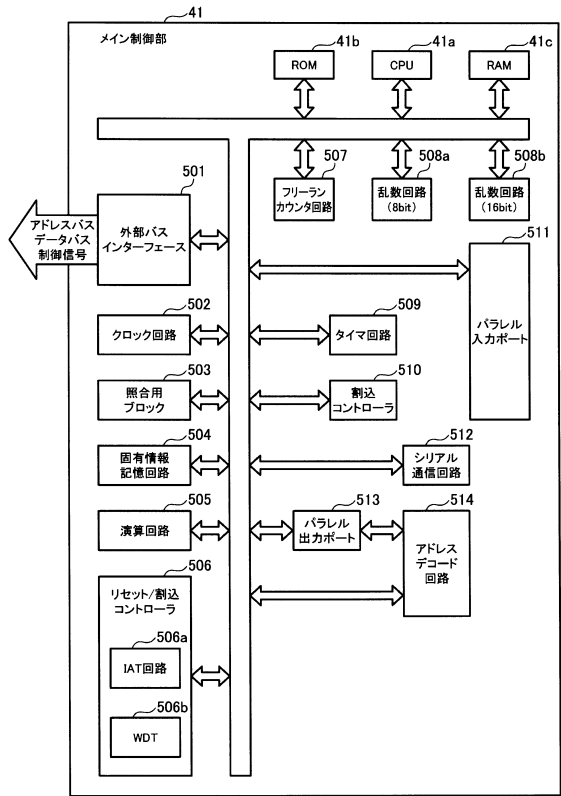 41
メイン制御部
41b
41a
41c
ROM
CPU
RAM
507
508a
508b
フリーラン
カウンタ回路
乱数回路
(8bit)
乱数回路
(16bit)
501
アドレスバス
データバス
制御信号
外部バス
インターフェース
511
パラレル
入力ポート
502
クロック回路
509
タイマ回路
503
照合用
ブロック
510
割込
コントローラ
504
固有情報
記憶回路
512
シリアル
通信回路
505
演算回路
513
パラレル
出力ポート
514
アドレス
デコード
回路
506
リセット/割込
コントローラ
506a
IAT回路
506b
WDT